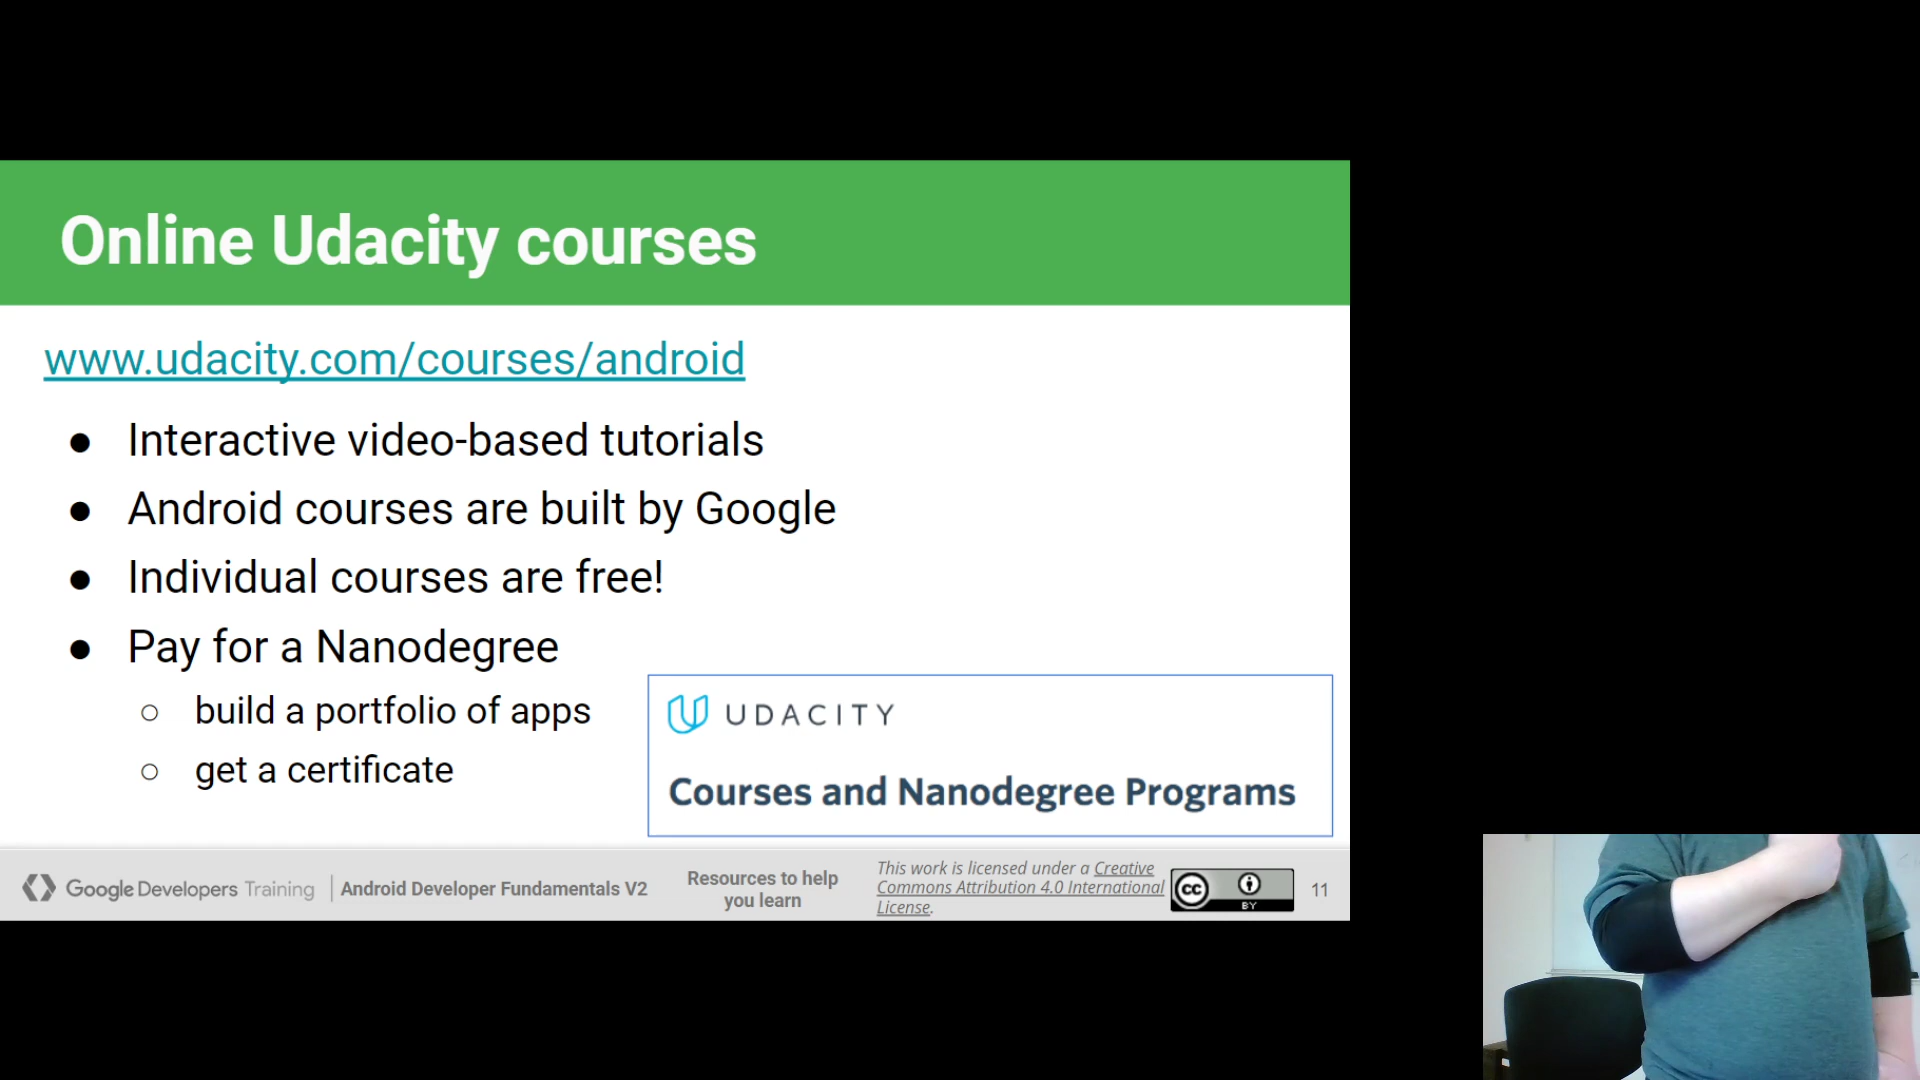 Online Udacity courses
www.udacity.com/courses/android
● Interactive video-based tutorials
● Android courses are built by Google
● Individual courses are free!
● Pay for a Nanodegree
○ build a portfolio of apps
○ get a certificate
UDACITY
Courses and Nanodegree Programs
Google Developers Training
Android Developer Fundamentals V2
Resources to help
you learn
This work is licensed under a Creative
Commons Attribution 4.0 International
License.
cc
BY
11